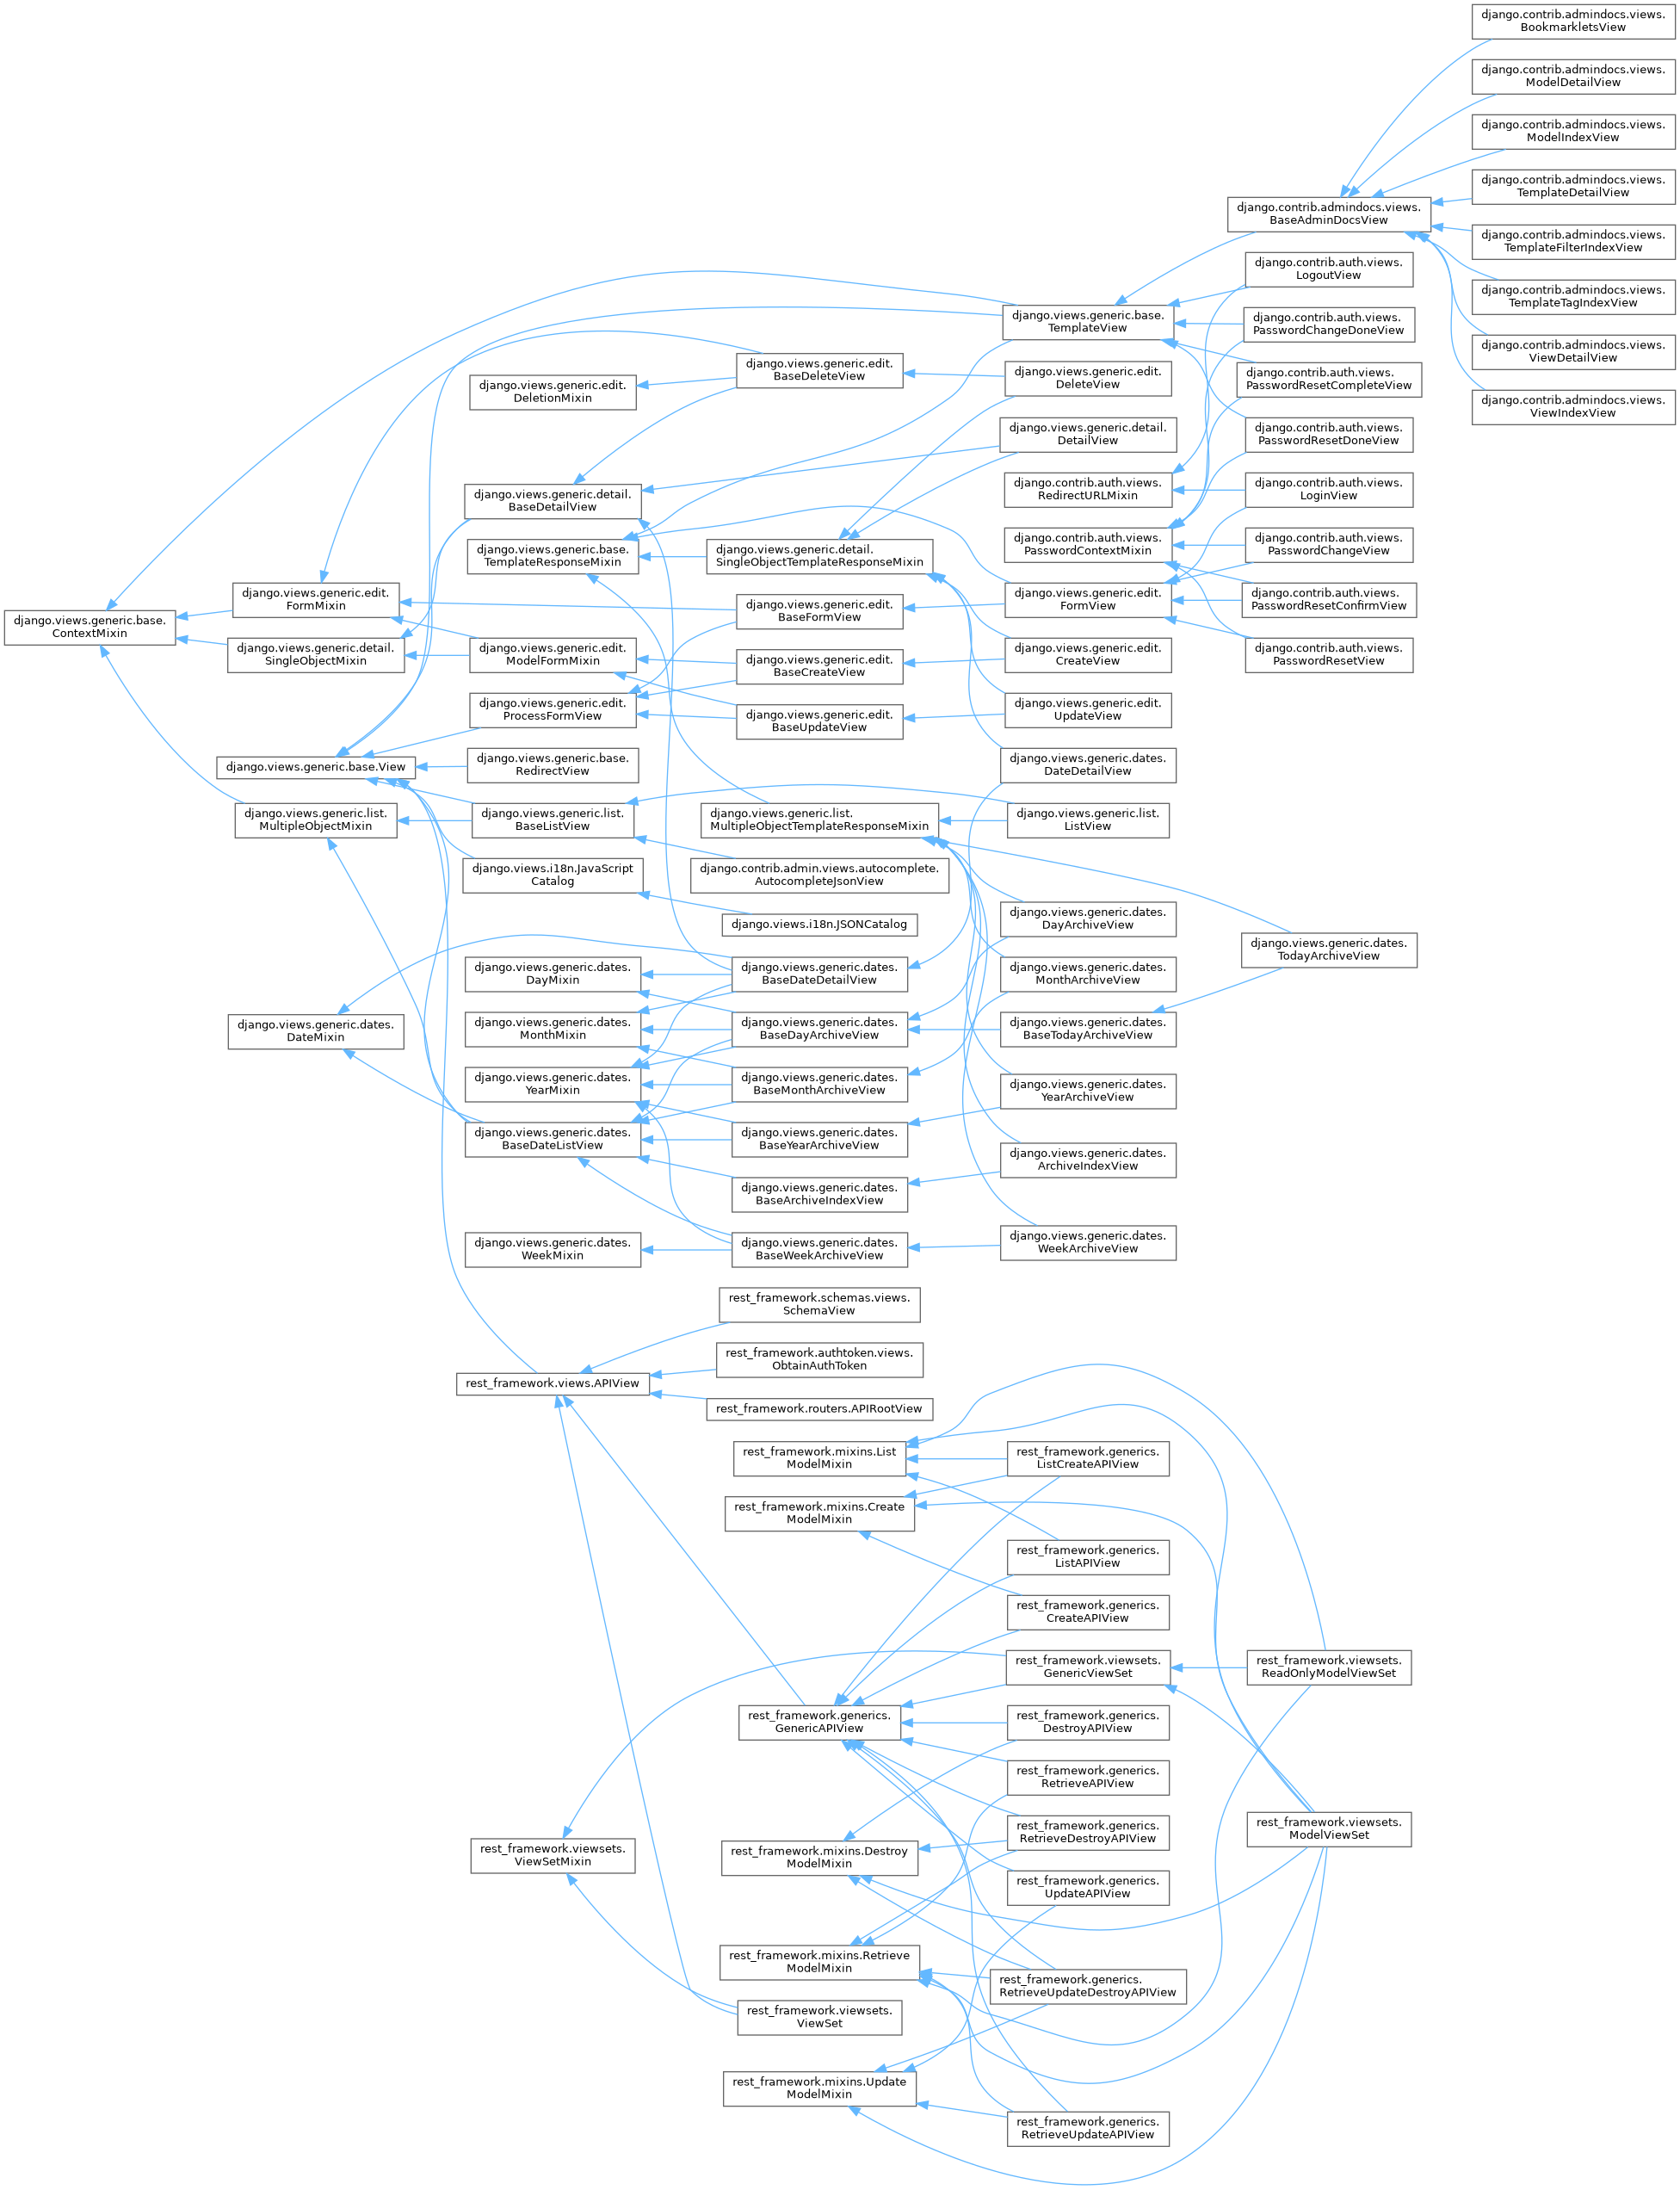 django.contrib.admindocs.views.
BookmarkletsView
django.contrib.admindocs.views.
ModelDetailView
django.contrib.admindocs.views.
ModelIndexView
django.contrib.admindocs.views.
TemplateDetailView
django.contrib.admindocs.views.
BaseAdminDocsView
django.contrib.admindocs.views.
TemplateFilterIndexView
django.contrib.auth.views.
LogoutView
django.contrib.admindocs.views.
TemplateTagIndexView
django.views.generic.base.
TemplateView
django.contrib.auth.views.
PasswordChangeDoneView
django.contrib.admindocs.views.
ViewDetailView
django.views.generic.edit.
BaseDeleteView
django.views.generic.edit.
DeleteView
django.contrib.auth.views.
PasswordResetCompleteView
django.views.generic.edit.
DeletionMixin
django.contrib.admindocs.views.
ViewIndexView
django.views.generic.detail.
DetailView
django.contrib.auth.views.
PasswordResetDoneView
django.views.generic.detail.
BaseDetailView
django.contrib.auth.views.
RedirectURLMixin
django.contrib.auth.views.
LoginView
django.views.generic.base.
TemplateResponseMixin
django.views.generic.detail.
SingleObjectTemplateResponseMixin
django.contrib.auth.views.
PasswordContextMixin
django.contrib.auth.views.
PasswordChangeView
django.views.generic.edit.
FormMixin
django.views.generic.edit.
BaseFormView
django.views.generic.edit.
FormView
django.contrib.auth.views.
PasswordResetConfirmView
django.views.generic.base.
ContextMixin
django.views.generic.detail.
SingleObjectMixin
django.views.generic.edit.
ModelFormMixin
django.views.generic.edit.
BaseCreateView
django.views.generic.edit.
CreateView
django.contrib.auth.views.
PasswordResetView
django.views.generic.edit.
ProcessFormView
django.views.generic.edit.
BaseUpdateView
django.views.generic.edit.
UpdateView
django.views.generic.base.View
django.views.generic.base.
RedirectView
django.views.generic.dates.
DateDetailView
django.views.generic.list.
MultipleObjectMixin
django.views.generic.list.
BaseListView
django.views.generic.list.
MultipleObjectTemplateResponseMixin
django.views.generic.list.
ListView
django.views.i18n.JavaScript
Catalog
django.contrib.admin.views.autocomplete.
AutocompleteJsonView
django.views.i18n.JSONCatalog
django.views.generic.dates.
DayArchiveView
django.views.generic.dates.
TodayArchiveView
django.views.generic.dates.
DayMixin
django.views.generic.dates.
BaseDateDetailView
django.views.generic.dates.
MonthArchiveView
django.views.generic.dates.
DateMixin
django.views.generic.dates.
MonthMixin
django.views.generic.dates.
BaseDayArchiveView
django.views.generic.dates.
BaseTodayArchiveView
django.views.generic.dates.
YearMixin
django.views.generic.dates.
BaseMonthArchiveView
django.views.generic.dates.
YearArchiveView
django.views.generic.dates.
BaseDateListView
django.views.generic.dates.
BaseYearArchiveView
django.views.generic.dates.
ArchiveIndexView
django.views.generic.dates.
BaseArchiveIndexView
django.views.generic.dates.
WeekMixin
django.views.generic.dates.
BaseWeekArchiveView
django.views.generic.dates.
WeekArchiveView
rest_framework.schemas.views.
SchemaView
rest_framework.authtoken.views.
ObtainAuthToken
rest_framework.views.APIView
rest_framework.routers.APIRootView
rest_framework.mixins.List
ModelMixin
rest_framework.generics.
ListCreateAPIView
rest_framework.mixins.Create
ModelMixin
rest_framework.generics.
ListAPIView
rest_framework.generics.
CreateAPIView
rest_framework.viewsets.
GenericViewSet
rest_framework.viewsets.
ReadOnlyModelViewSet
rest_framework.generics.
GenericAPIView
rest_framework.generics.
DestroyAPIView
rest_framework.generics.
RetrieveAPIView
rest_framework.generics.
RetrieveDestroyAPIView
rest_framework.viewsets.
ModelViewSet
rest_framework.viewsets.
ViewSetMixin
rest_framework.mixins.Destroy
ModelMixin
rest_framework.generics.
UpdateAPIView
rest_framework.mixins.Retrieve
ModelMixin
rest_framework.generics.
RetrieveUpdateDestroyAPIView
rest_framework.viewsets.
ViewSet
rest_framework.mixins.Update
ModelMixin
rest_framework.generics.
RetrieveUpdateAPIView